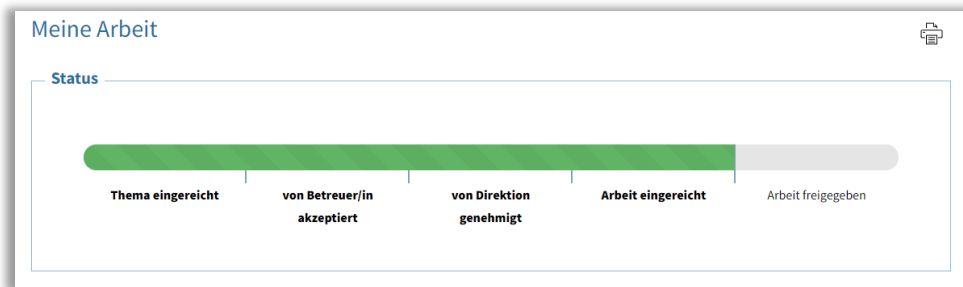 Meine Arbeit
Status
Thema eingereicht
von Betreuer/in
akzeptiert
von Direktion
genehmigt
Arbeit eingereicht
Arbeit freigegeben